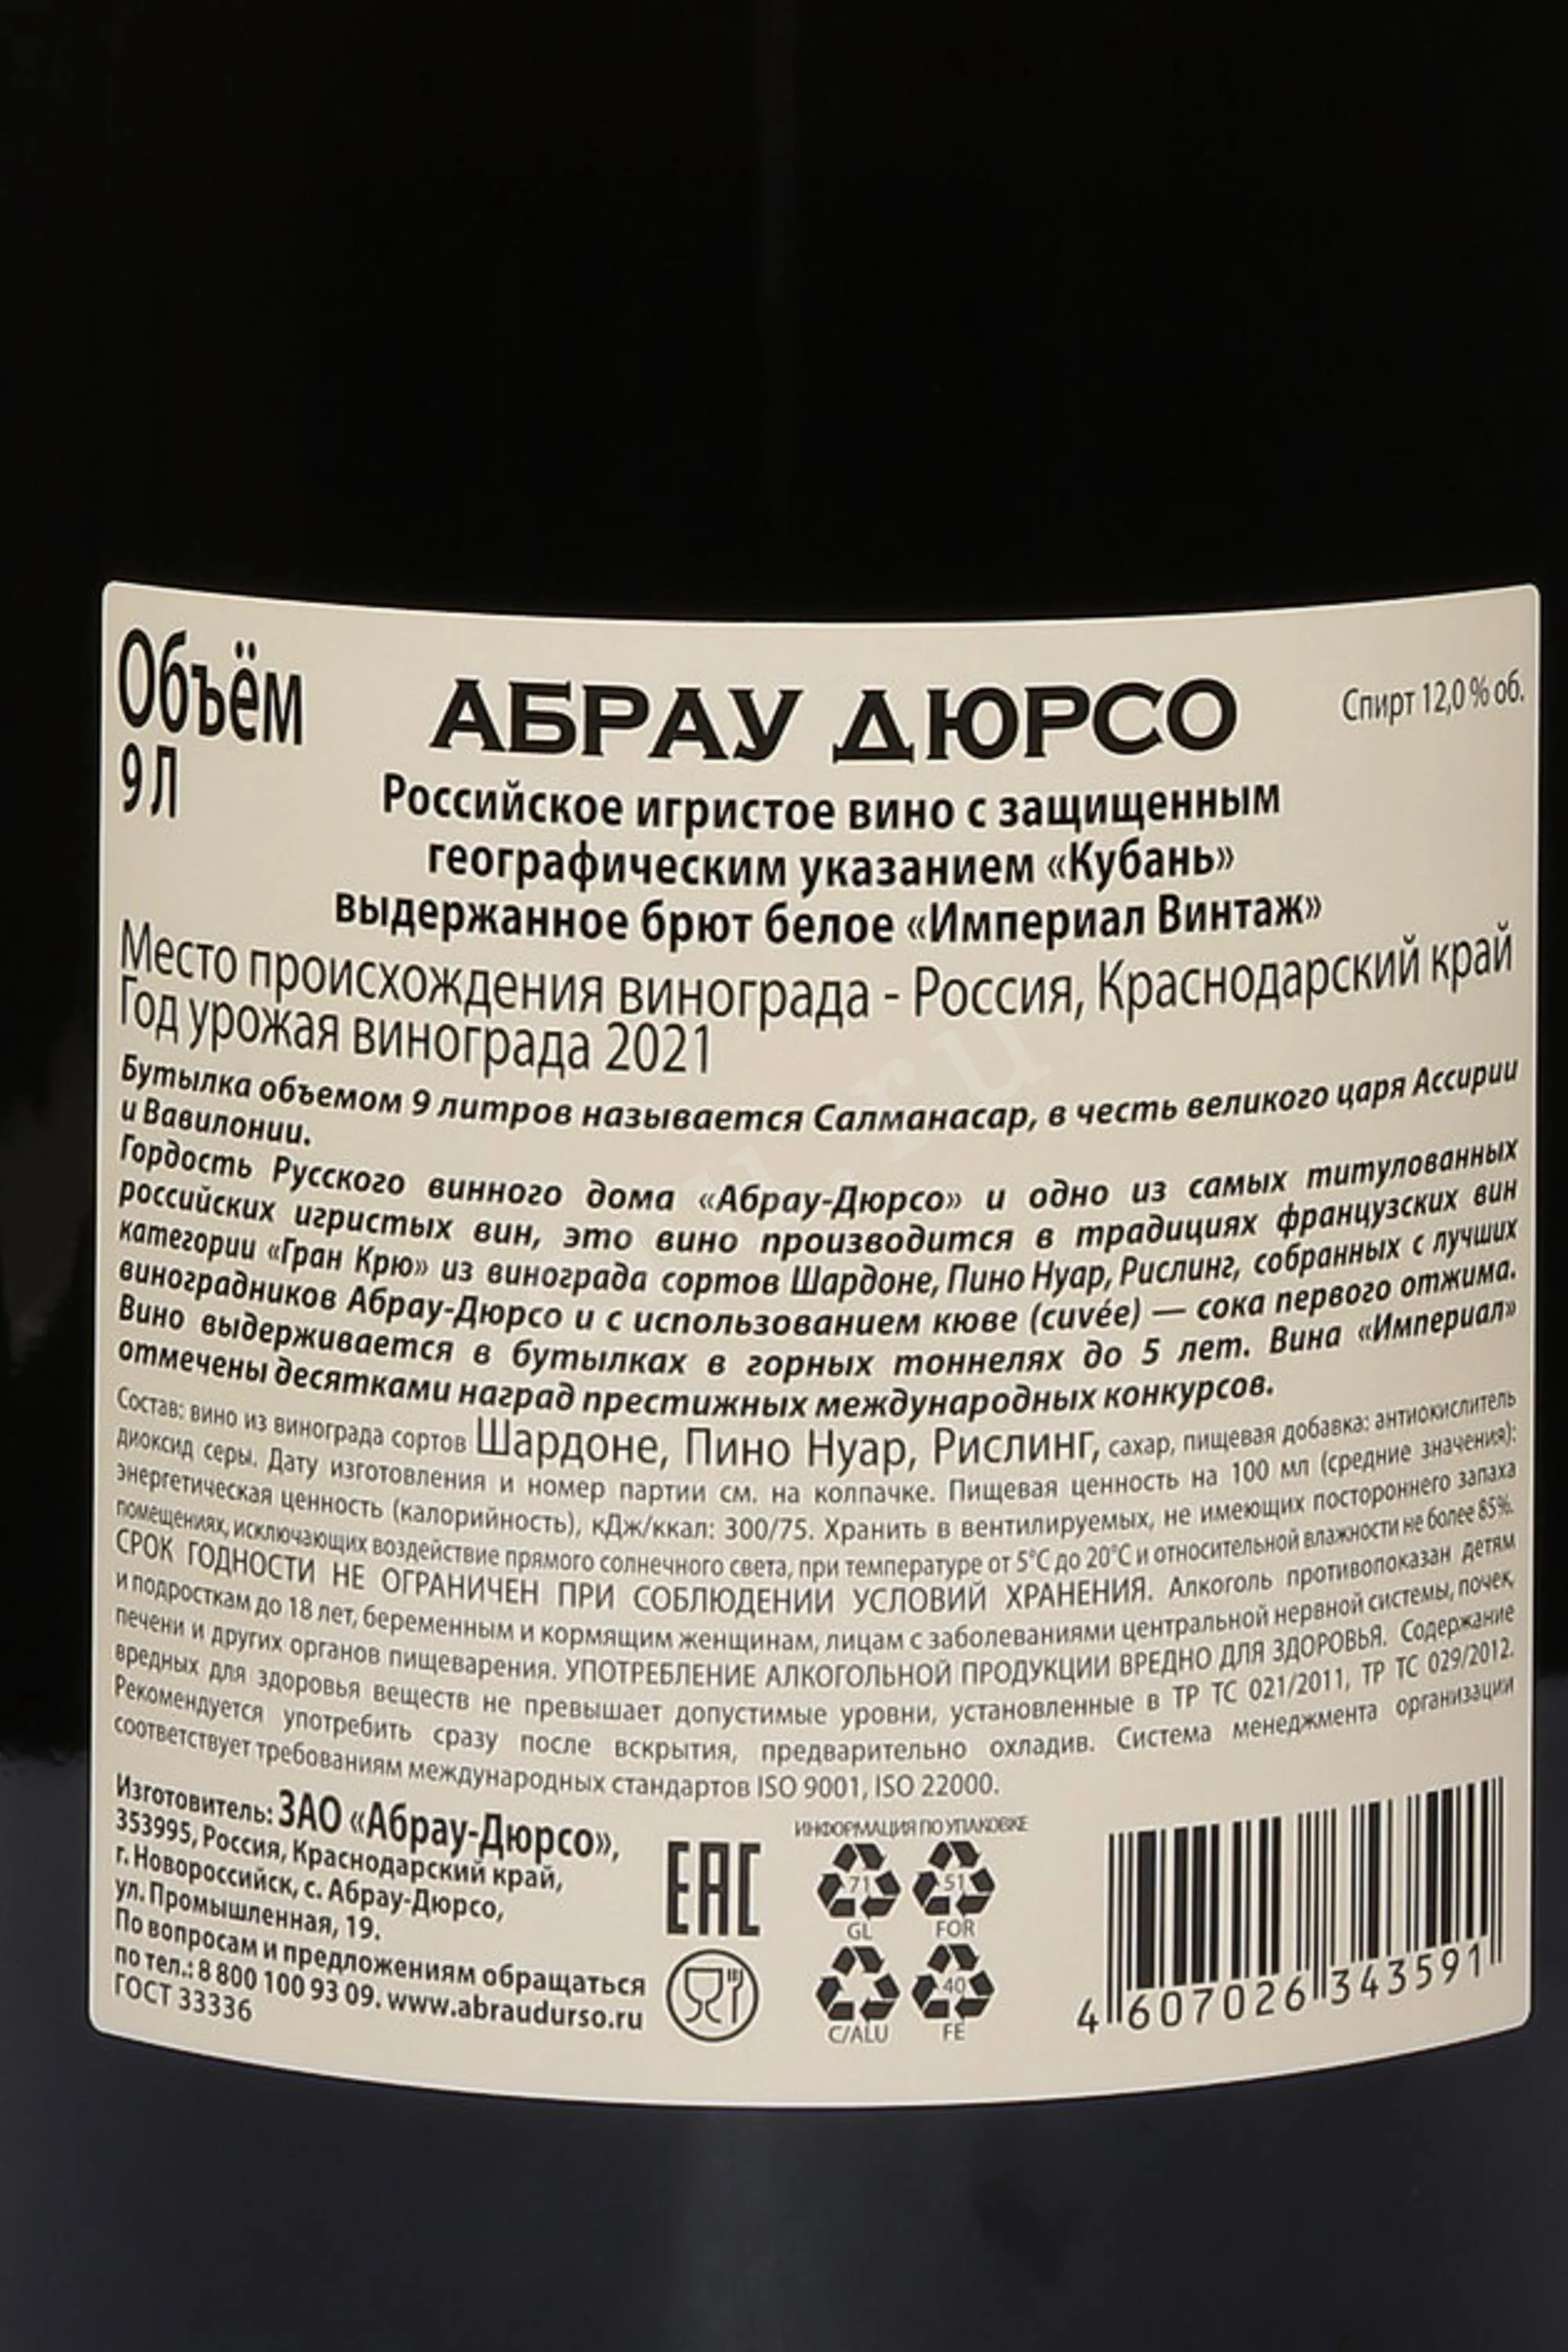 Объём
9 Л
АБРАУ ДЮРСО
Спирт 12,0 % об.
Российское игристое вино с защищенным
географическим указанием «Кубань»
выдержанное брют белое «Империал Винтаж»
Место происхождения винограда - Россия, Краснодарский край
Год урожая винограда 2021
Бутылка объемом 9 литров называется Салманасар, в честь великого царя Ассирии
и Вавилонии.
Гордость Русского винного дома «Абрау-Дюрсо» и одно из самых титулованных
российских игристых вин, это вино производится в традициях французских вин
категории «Гран Крю» из винограда сортов Шардоне, Пино Нуар, Рислинг, собранных с лучших
виноградников Абрау-Дюрсо и с использованием кюве (cuvée) — сока первого отжима.
Вино выдерживается в бутылках в горных тоннелях до 5 лет. Вина «Империал»
отмечены десятками наград престижных международных конкурсов.
Состав: вино из винограда сортов Шардоне, Пино Нуар, Рислинг, сахар, пищевая добавка: антиокислитель
диоксид серы. Дату изготовления и номер партии см. на колпачке. Пищевая ценность на 100 мл (средние значения):
энергетическая ценность (калорийность), кДж/ккал: 300/75. Хранить в вентилируемых, не имеющих постороннего запаха
помещениях, исключающих воздействие прямого солнечного света, при температуре от 5°С до 20°С и относительной влажности не более 85%.
СРОК ГОДНОСТИ НЕ ОГРАНИЧЕН ПРИ СОБЛЮДЕНИИ УСЛОВИЙ ХРАНЕНИЯ. Алкоголь противопоказан детям
и подросткам до 18 лет, беременным и кормящим женщинам, лицам с заболеваниями центральной нервной системы, почек,
печени и других органов пищеварения. УПОТРЕБЛЕНИЕ АЛКОГОЛЬНОЙ ПРОДУКЦИИ ВРЕДНО ДЛЯ ЗДОРОВЬЯ. Содержание
вредных для здоровья веществ не превышает допустимые уровни, установленные в ТР ТС 021/2011, ТР ТС 029/2012.
Рекомендуется употребить сразу после вскрытия, предварительно охладив. Система менеджмента организации
соответствует требованиям международных стандартов ISO 9001, ISO 22000.
Изготовитель: ЗАО «Абрау-Дюрсо»,
353995, Россия, Краснодарский край,
г. Новороссийск, с. Абрау-Дюрсо,
ул. Промышленная, 19.
По вопросам и предложениям обращаться
по тел.: 8 800 100 93 09. www.abraudurso.ru
ГОСТ 33336
EAC
ИНФОРМАЦИЯ ПО УПАКОВКЕ
71 51
GL FOR
40
C/ALU FE
4 607026 343591